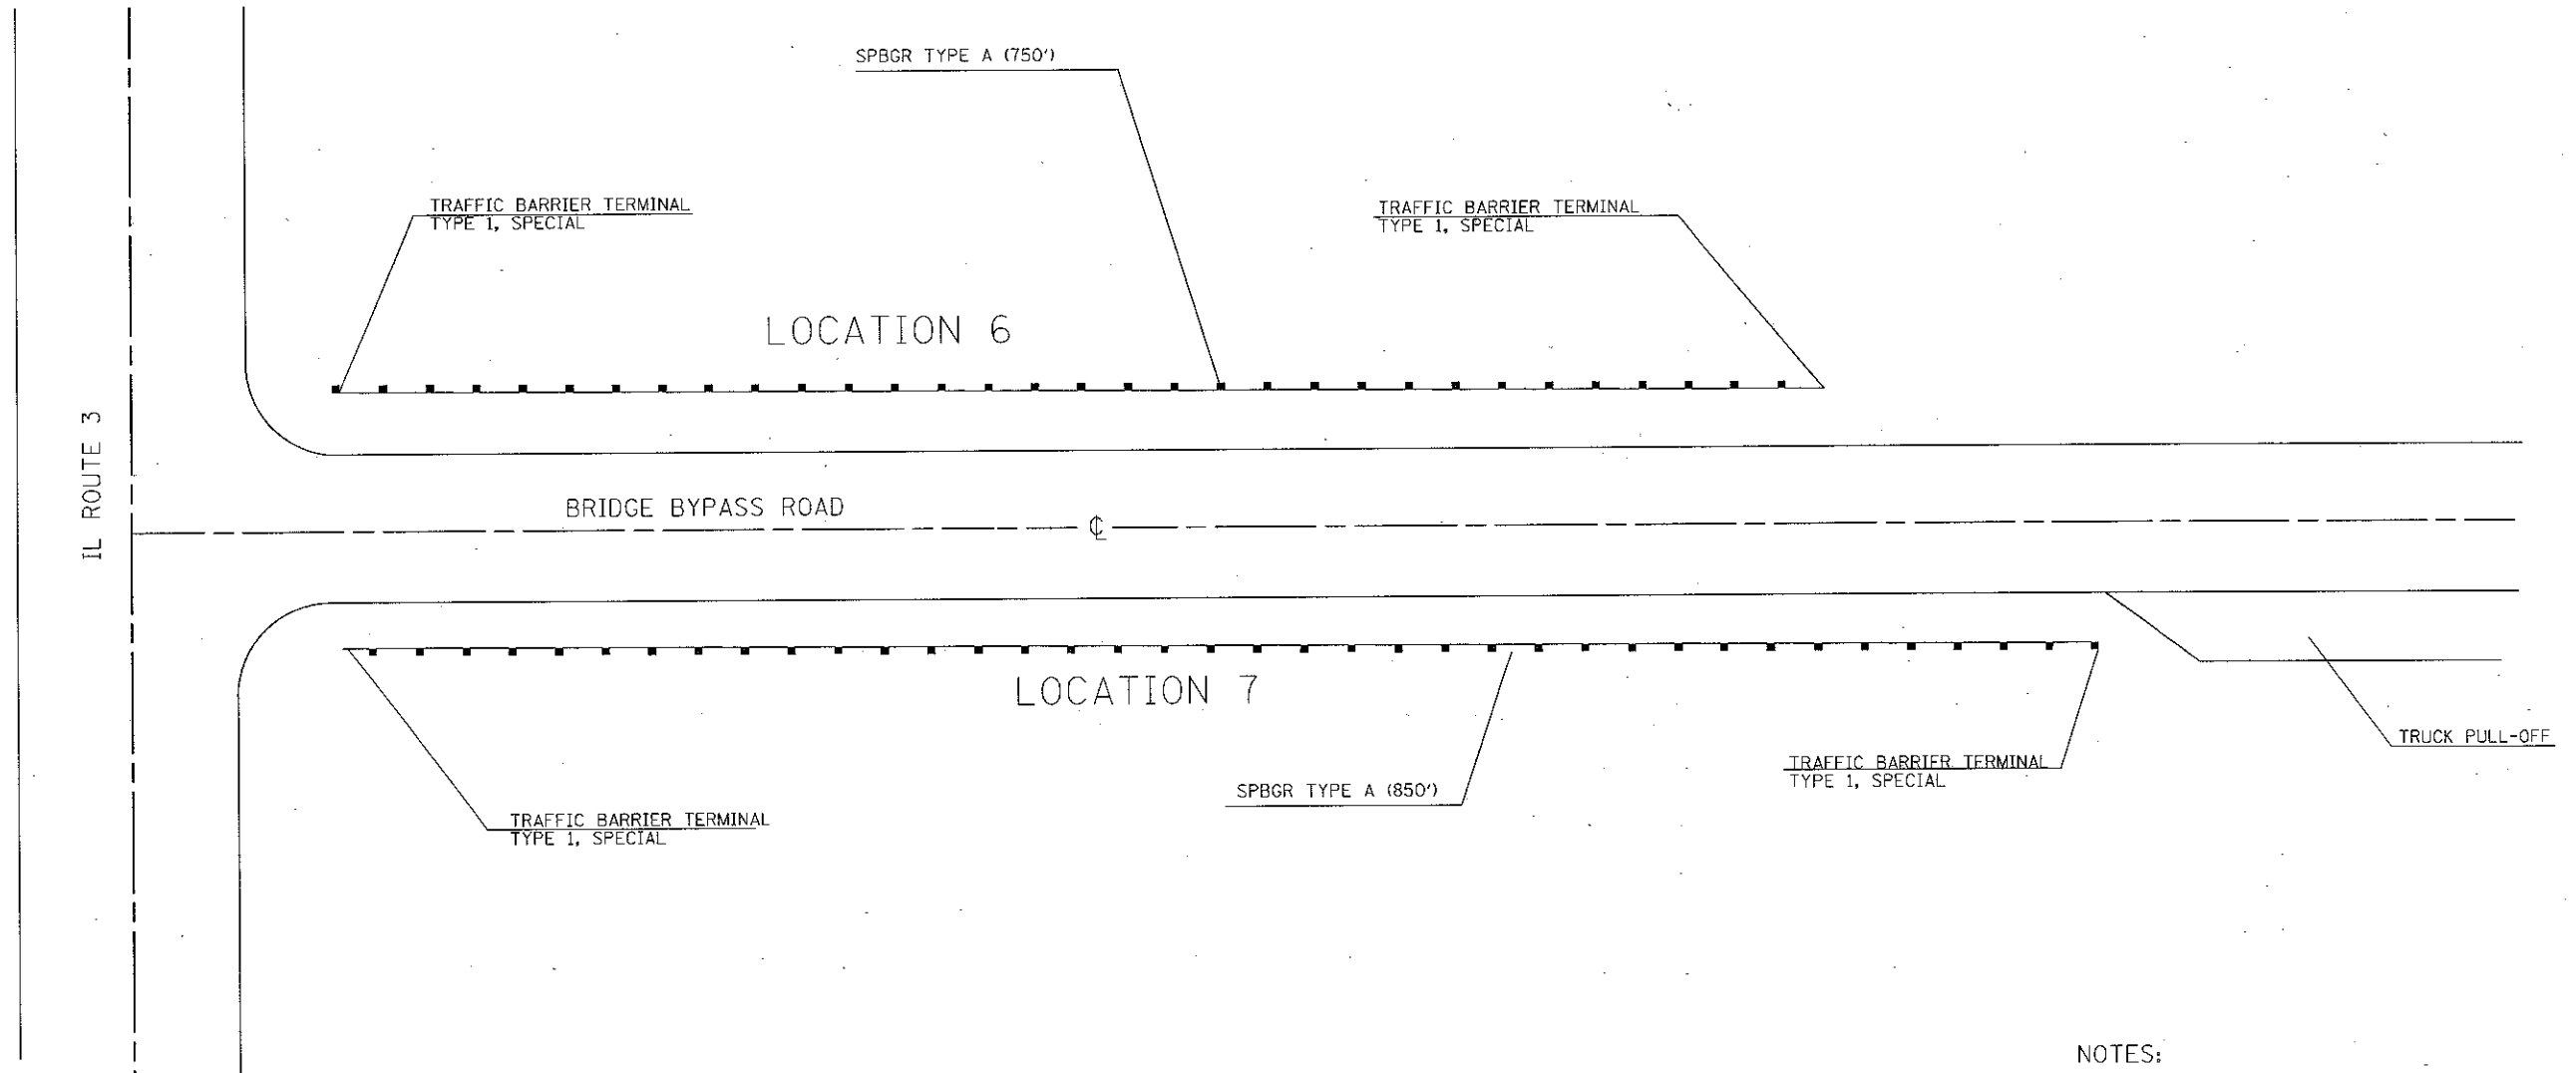 SPBGR TYPE A (750')
TRAFFIC BARRIER TERMINAL
TYPE 1, SPECIAL
TRAFFIC BARRIER TERMINAL
TYPE 1, SPECIAL
LOCATION 6
IL ROUTE 3
BRIDGE BYPASS ROAD
℄
LOCATION 7
TRUCK PULL-OFF
TRAFFIC BARRIER TERMINAL
TYPE 1, SPECIAL
SPBGR TYPE A (850')
TRAFFIC BARRIER TERMINAL
TYPE 1, SPECIAL
NOTES: